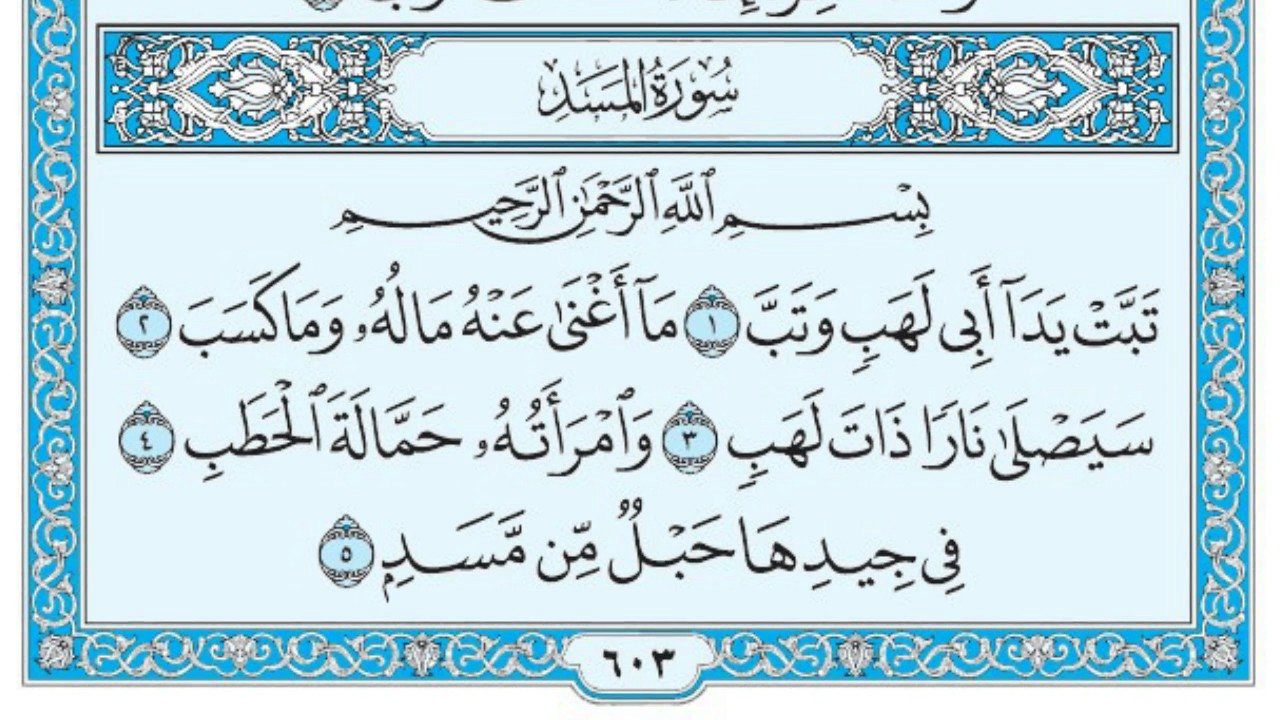 سُورَةُ المَسَدِ
بِسْمِ ٱللَّهِ ٱلرَّحْمَٰنِ ٱلرَّحِيمِ
تَبَّتْ يَدَآ أَبِى لَهَبٍ وَتَبَّ ١ مَآ أَغْنَىٰ عَنْهُ مَالُهُۥ وَمَا كَسَبَ ٢
سَيَصْلَىٰ نَارًا ذَاتَ لَهَبٍ ٣ وَٱمْرَأَتُهُۥ حَمَّالَةَ ٱلْحَطَبِ ٤
فِى جِيدِهَا حَبْلٌ مِّن مَّسَدٍۭ ٥
٦٠٣